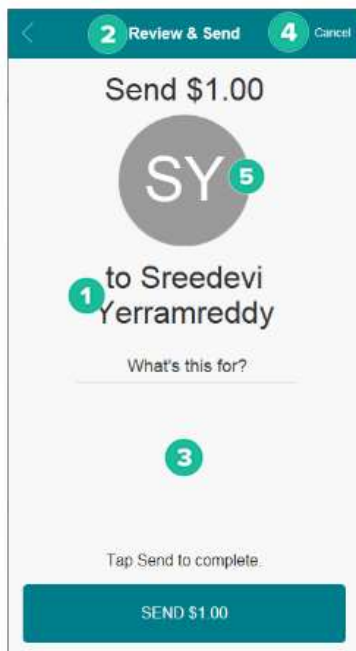 2 Review & Send 4 Cancel
Send $1.00
SY 5
to Sreedevi
1 Yerramreddy
What's this for?
3
Tap Send to complete.
SEND $1.00